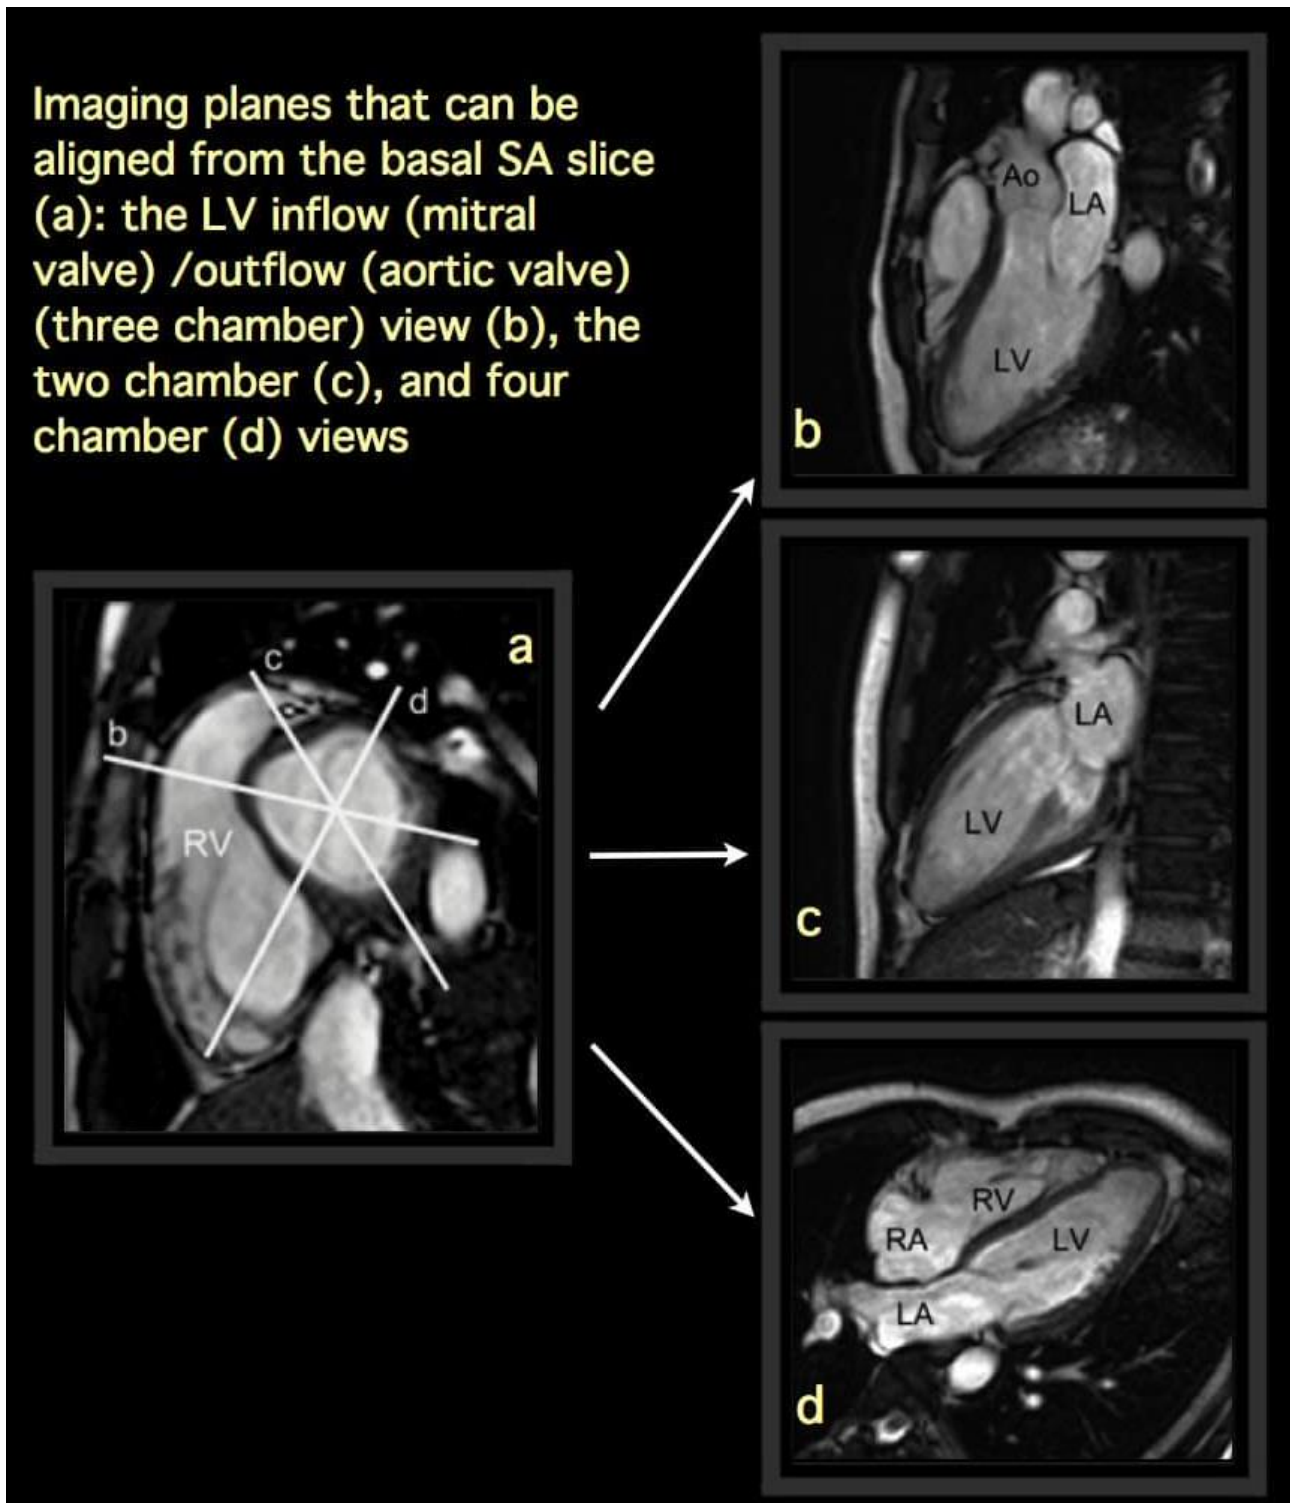 Imaging planes that can be
aligned from the basal SA slice
(a): the LV inflow (mitral
valve) /outflow (aortic valve)
(three chamber) view (b), the
two chamber (c), and four
chamber (d) views
Ao
LA
LV
b
a
c
d
b
RV
LA
LV
c
RV
RA
LV
LA
d